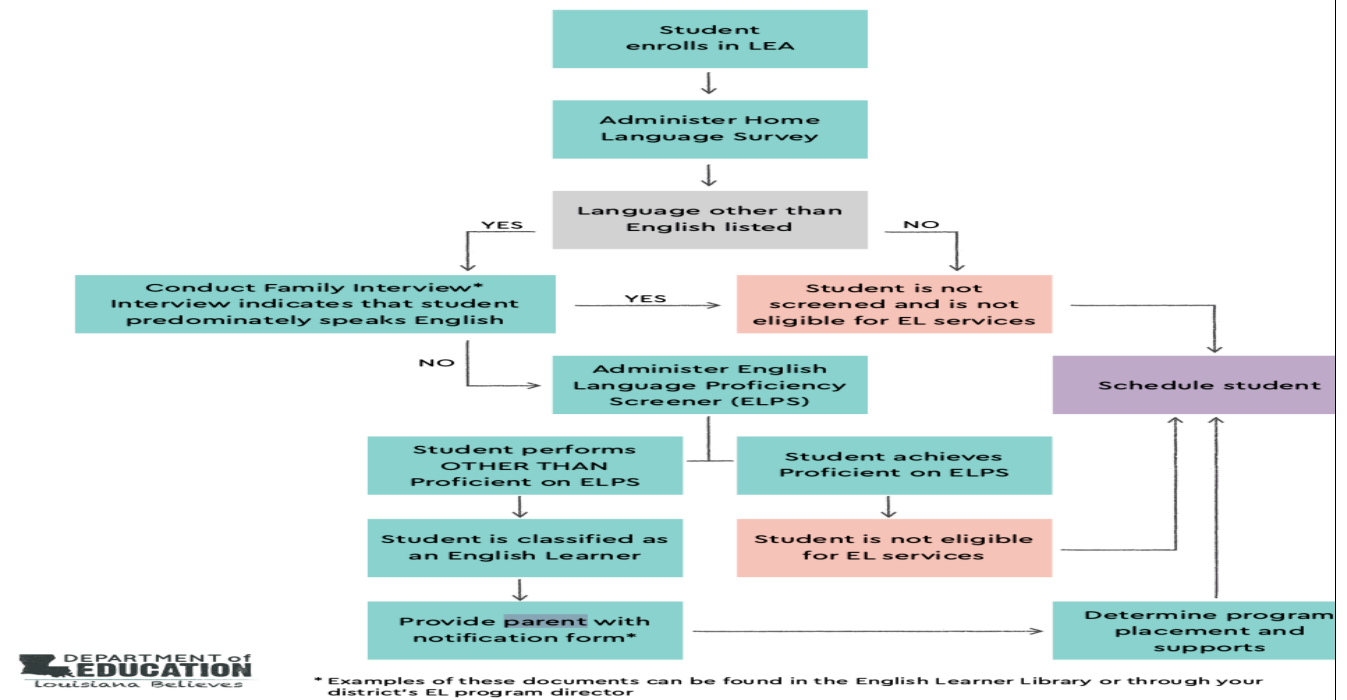 Student
enrolls in LEA
Administer Home
Language Survey
Language other than
English listed
YES
NO
Conduct Family Interview*
Interview indicates that student
predominately speaks English
YES
Student is not
screened and is not
eligible for EL services
NO
Administer English
Language Proficiency
Screener (ELPS)
Schedule student
Student performs
OTHER THAN
Proficient on ELPS
Student achieves
Proficient on ELPS
Student is classified as
an English Learner
Student is not eligible
for EL services
Provide parent with
notification form*
Determine program
placement and
supports
DEPARTMENT of
EDUCATION
Louisiana Believes
* Examples of these documents can be found in the English Learner Library or through your
district's EL program director